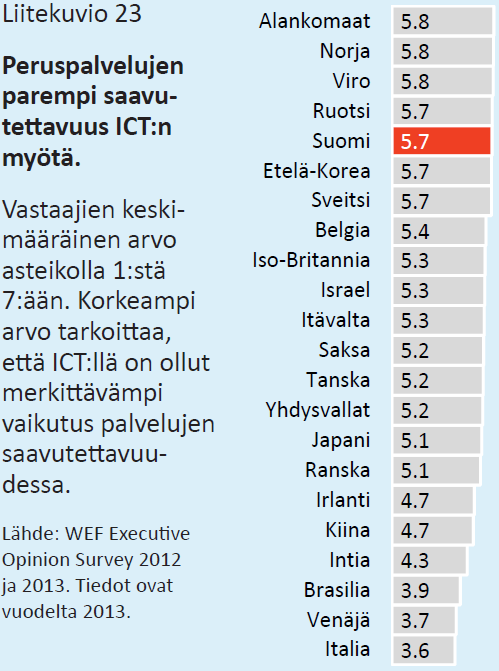 Liitekuvio 23
Peruspalvelujen
parempi saavu-
tettavuus ICT:n
myötä.
Vastaajien keski-
määräinen arvo
asteikolla 1:stä
7:ään. Korkeampi
arvo tarkoittaa,
että ICT:llä on ollut
merkittävämpi
vaikutus palvelujen
saavutettavuu-
dessa.
Lähde: WEF Executive
Opinion Survey 2012
ja 2013. Tiedot ovat
vuodelta 2013.
Alankomaat 5.8
Norja 5.8
Viro 5.8
Ruotsi 5.7
Suomi 5.7
Etelä-Korea 5.7
Sveitsi 5.7
Belgia 5.4
Iso-Britannia 5.3
Israel 5.3
Itävalta 5.3
Saksa 5.2
Tanska 5.2
Yhdysvallat 5.2
Japani 5.1
Ranska 5.1
Irlanti 4.7
Kiina 4.7
Intia 4.3
Brasilia 3.9
Venäjä 3.7
Italia 3.6